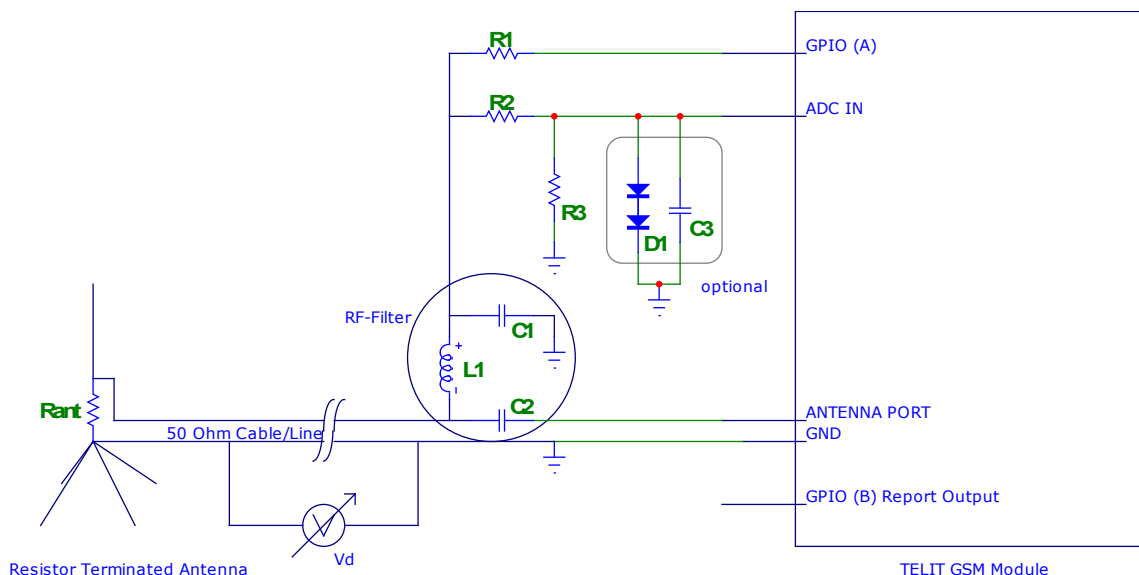 R1
GPIO (A)
R2
ADC IN
R3
D1
C3
optional
RF-Filter
C1
+
L1
-
Rant
C2
ANTENNA PORT
50 Ohm Cable/Line
GND
GPIO (B) Report Output
V
Vd
Resistor Terminated Antenna
TELIT GSM Module